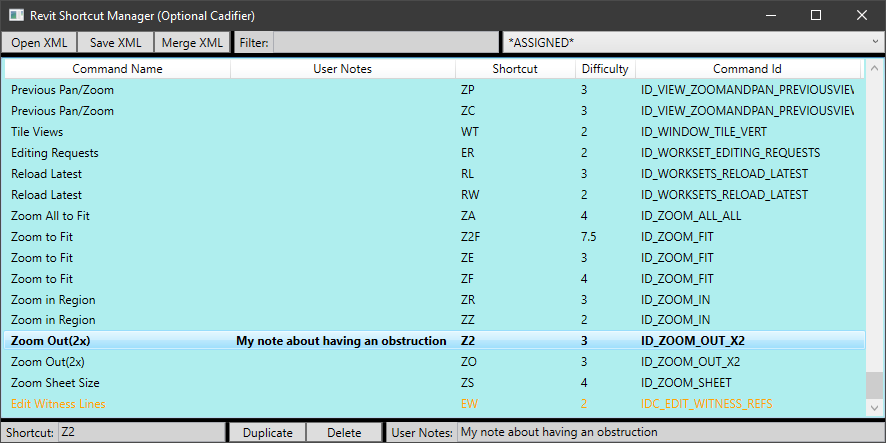 Revit Shortcut Manager (Optional Cadifier)
Open XML Save XML Merge XML Filter: *ASSIGNED*
Command Name User Notes Shortcut Difficulty Command Id
Previous Pan/Zoom ZP 3 ID_VIEW_ZOOMANDPAN_PREVIOUSVIEW
Previous Pan/Zoom ZC 3 ID_VIEW_ZOOMANDPAN_PREVIOUSVIEW
Tile Views WT 2 ID_WINDOW_TILE_VERT
Editing Requests ER 2 ID_WORKSET_EDITING_REQUESTS
Reload Latest RL 3 ID_WORKSETS_RELOAD_LATEST
Reload Latest RW 2 ID_WORKSETS_RELOAD_LATEST
Zoom All to Fit ZA 4 ID_ZOOM_ALL_ALL
Zoom to Fit Z2F 7.5 ID_ZOOM_FIT
Zoom to Fit ZE 3 ID_ZOOM_FIT
Zoom to Fit ZF 4 ID_ZOOM_FIT
Zoom in Region ZR 3 ID_ZOOM_IN
Zoom in Region ZZ 2 ID_ZOOM_IN
Zoom Out(2x) My note about having an obstruction Z2 3 ID_ZOOM_OUT_X2
Zoom Out(2x) ZO 3 ID_ZOOM_OUT_X2
Zoom Sheet Size ZS 4 ID_ZOOM_SHEET
Edit Witness Lines EW 2 IDC_EDIT_WITNESS_REFS
Shortcut: Z2 Duplicate Delete User Notes: My note about having an obstruction